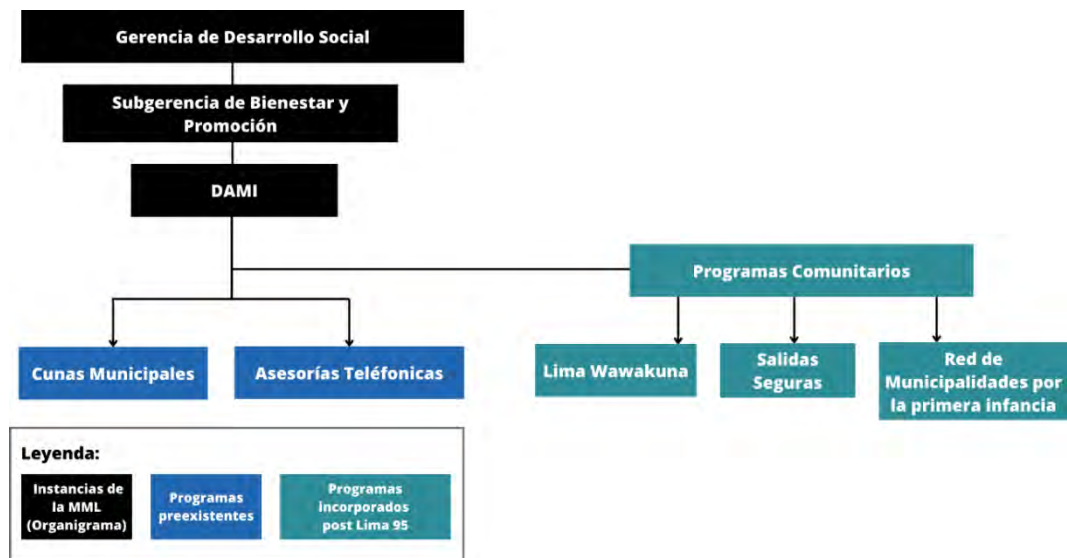 Gerencia de Desarrollo Social
Subgerencia de Bienestar y
Promoción
DAMI
Programas Comunitarios
Cunas Municipales
Asesorías Teléfonicas
Lima Wawakuna
Salidas
Seguras
Red de
Municipalidades por
la primera infancia
Leyenda:
Instancias de
la MML
(Organigrama)
Programas
preexistentes
Programas
incorporados
post Lima 95